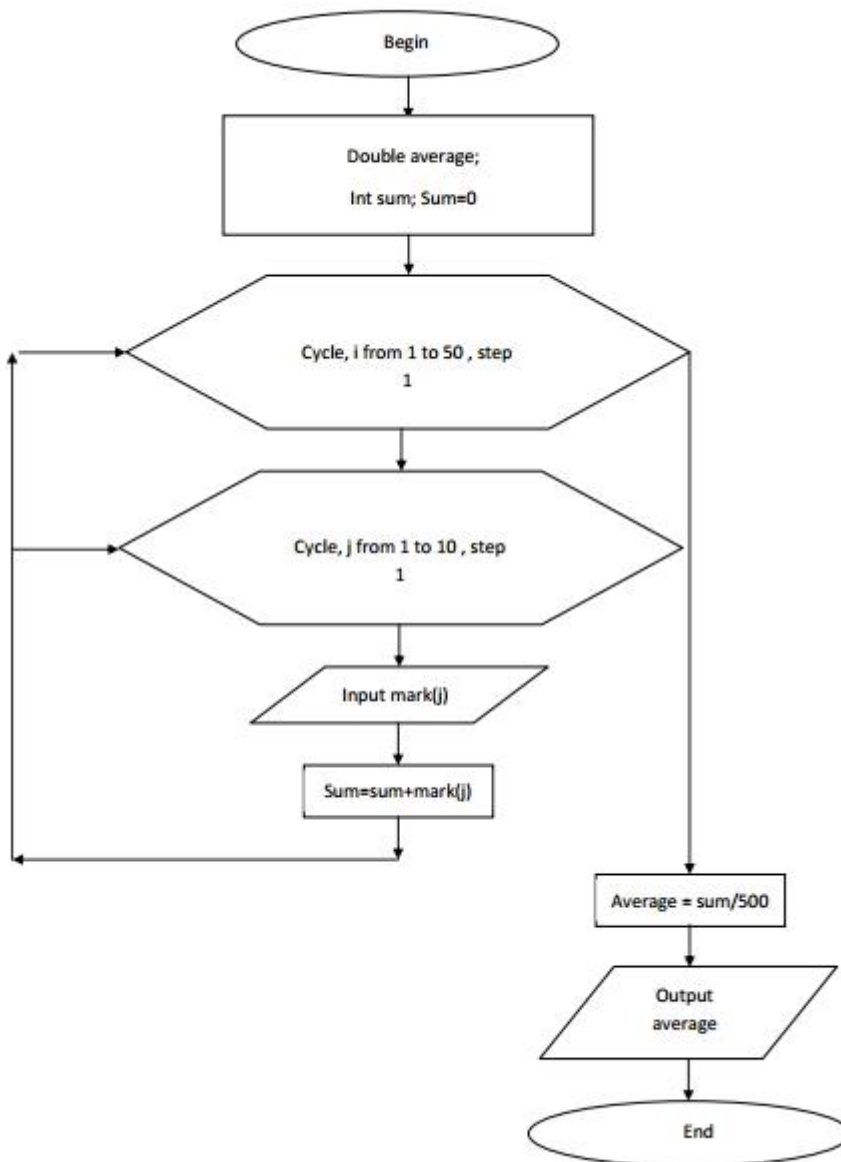 Begin
Double average;
Int sum; Sum=0
Cycle, i from 1 to 50 , step
1
Cycle, j from 1 to 10 , step
1
Input mark(j)
Sum=sum+mark(j)
Average = sum/500
Output
average
End